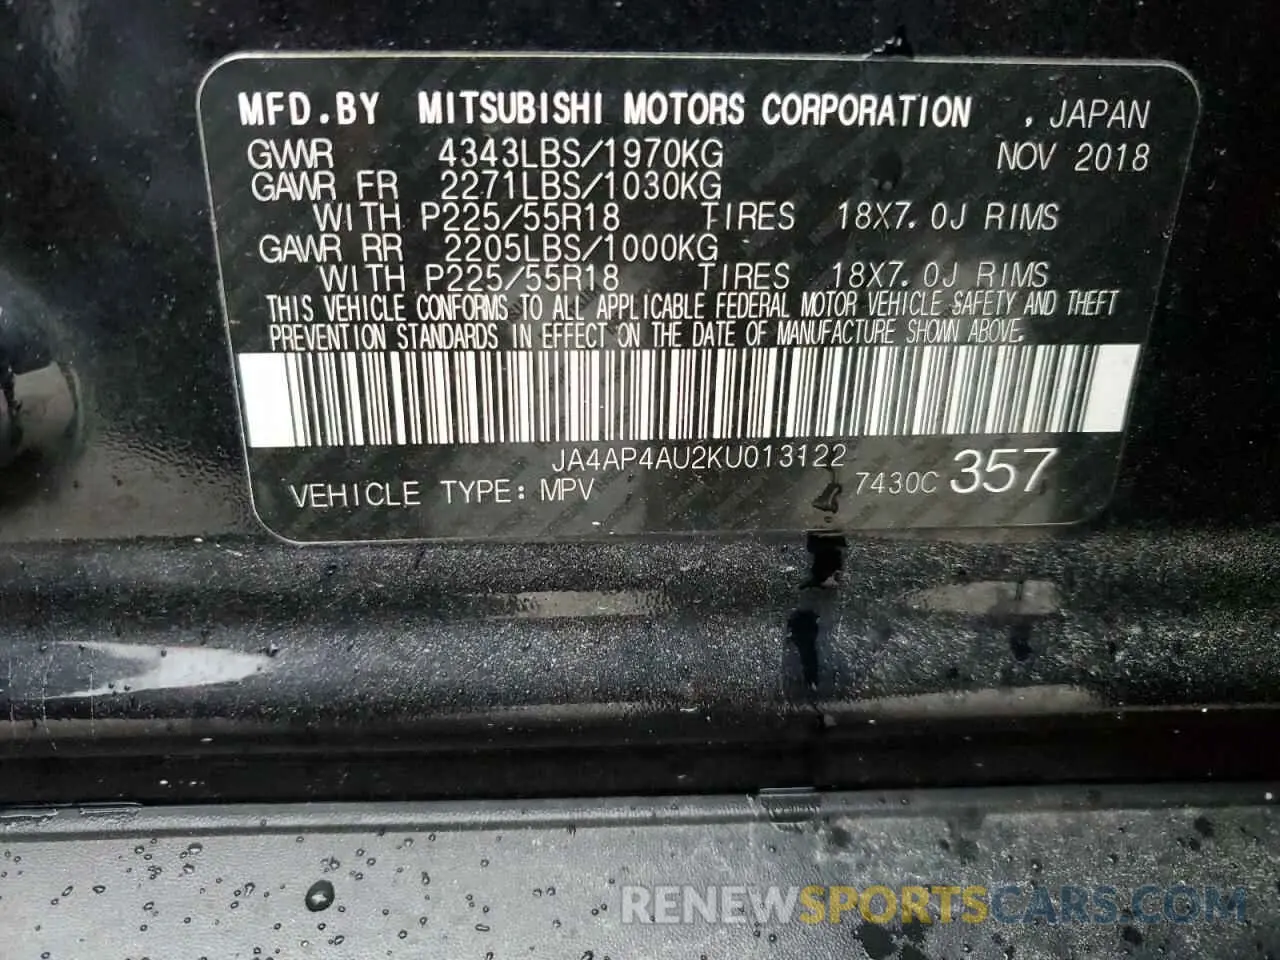 MFD.BY MITSUBISHI MOTORS CORPORATION , JAPAN
GVWR 4343LBS/1970KG NOV 2018
GAWR FR 2271LBS/1030KG
WITH P225/55R18 TIRES 18X7.0J RIMS
GAWR RR 2205LBS/1000KG
WITH P225/55R18 TIRES 18X7.0J RIMS
THIS VEHICLE CONFORMS TO ALL APPLICABLE FEDERAL MOTOR VEHICLE SAFETY AND THEFT
PREVENTION STANDARDS IN EFFECT ON THE DATE OF MANUFACTURE SHOWN ABOVE.
JA4AP4AU2KU013122
VEHICLE TYPE: MPV 7430C 357
RENEWSPORTSCARS.COM